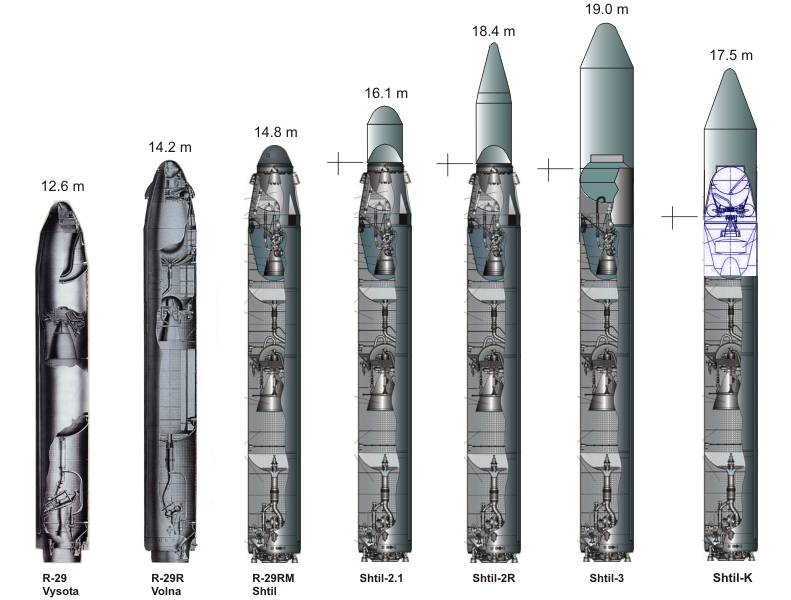 12.6 m
14.2 m
14.8 m
16.1 m
18.4 m
19.0 m
17.5 m
R-29
Vysota
R-29R
Volna
R-29RM
Shtil
Shtil-2.1
Shtil-2R
Shtil-3
Shtil-K